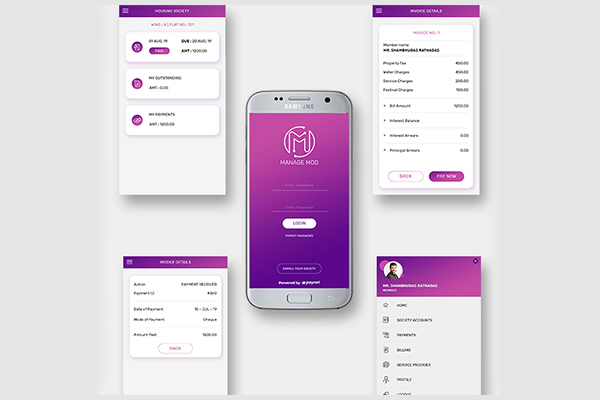 HOUSING SOCIETY
WING : A | FLAT NO.: 101
01 AUG, 19 DUE : 20 AUG, 19
PAID AMT : 1200.00
MY OUTSTANDING
AMT : 0.00
MY PAYMENTS
AMT : 1200.00
INVOICE DETAILS
Action PAYMENT RECEIVED
Payment ID #360
Date of Payment 10 - JUL - 19
Mode of Payment Cheque
Amount Paid 1200.00
BACK
SAMSUNG
MANAGE MOD
Enter Username
Enter Password
LOGIN
FORGOT PASSWORD
ENROLL YOUR SOCIETY
Powered by
INVOICE DETAILS
INVOICE NO.: 1
Member name
MR. SHAMBHUDAS RATNADAS
Property Tax 450.00
Water Charges 450.00
Service Charges 200.00
Festival Charges 100.00
Bill Amount 1200.00
Interest Balance
Interest Arrears 0.00
Principal Arrears 0.00
BACK PAY NOW
MR. SHAMBHUDAS RATNADAS
HOME
SOCIETY ACCOUNTS
PAYMENTS
BILLING
SERVICE PROVIDER
PROFILE
LOGOUT